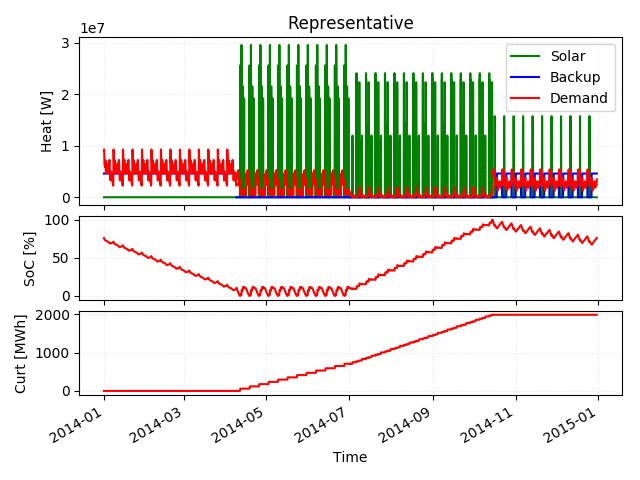 Representative
1e7
3
2
1
0
Heat [W]
Solar
Backup
Demand
100
50
0
SoC [%]
2000
1000
0
Curt [MWh]
2014-01
2014-03
2014-05
2014-07
2014-09
2014-11
2015-01
Time